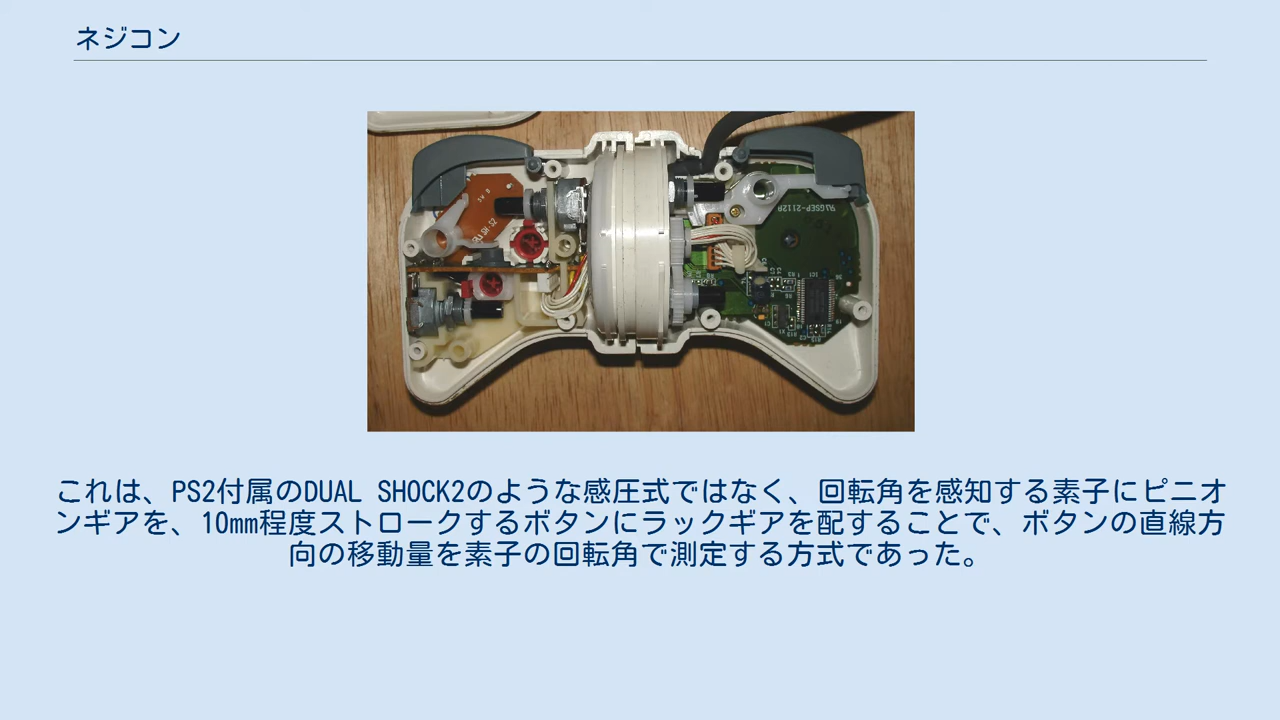 ネジコン
これは、PS2付属のDUAL SHOCK2のような感圧式ではなく、回転角を感知する素子にピニオ
ンギアを、10mm程度ストロークするボタンにラックギアを配することで、ボタンの直線方
向の移動量を素子の回転角で測定する方式であった。